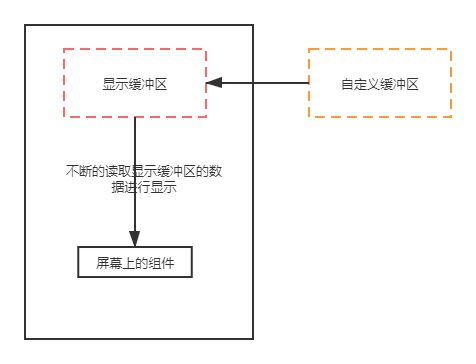 显示缓冲区
自定义缓冲区
不断的读取显示缓冲区的数
据进行显示
屏幕上的组件